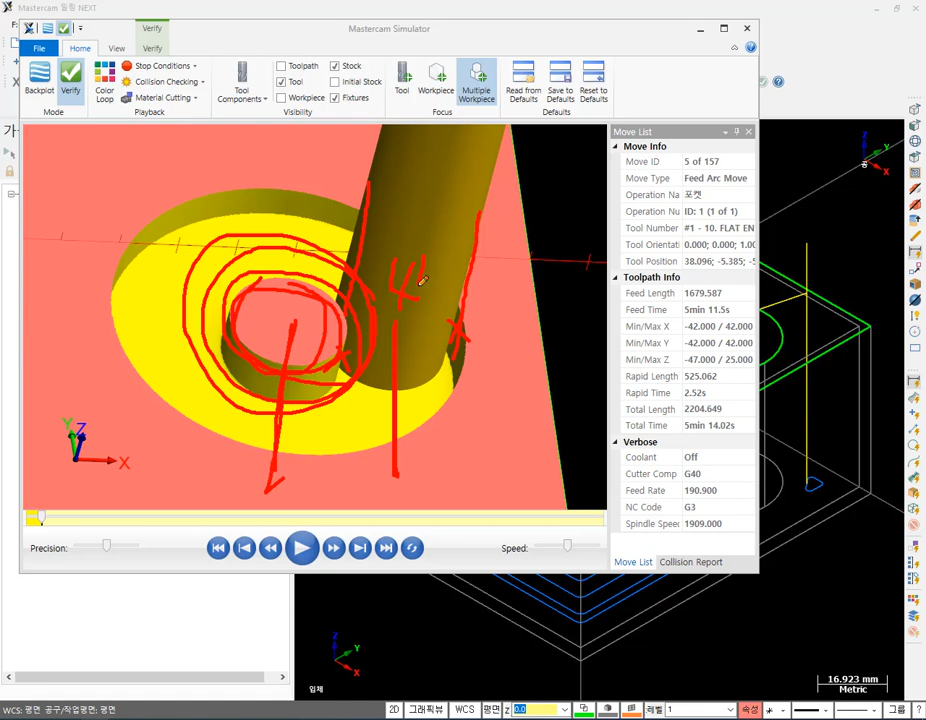 Mastercam 밀링 NEXT
Mastercam Simulator
Verify
File
Home
View
Verify
Backplot
Verify
Mode
Color Loop
Stop Conditions
Collision Checking
Material Cutting
Playback
Tool Components
Toolpath
Tool
Workpiece
Stock
Initial Stock
Fixtures
Visibility
Tool
Workpiece
Multiple Workpiece
Focus
Read from Defaults
Save to Defaults
Reset to Defaults
Defaults
Move List
Move Info
Move ID 5 of 157
Move Type Feed Arc Move
Operation Na 포켓
Operation Nu ID: 1 (1 of 1)
Tool Number #1 - 10. FLAT EN
Tool Orientati 0.000; 0.000; 1.00
Tool Position 38.096; -5.385; -5
Toolpath Info
Feed Length 1679.587
Feed Time 5min 11.5s
Min/Max X -42.000 / 42.000
Min/Max Y -42.000 / 42.000
Min/Max Z -47.000 / 25.000
Rapid Length 525.062
Rapid Time 2.52s
Total Length 2204.649
Total Time 5min 14.02s
Verbose
Coolant Off
Cutter Comp G40
Feed Rate 190.900
NC Code G3
Spindle Speed 1909.000
Y Z X
Precision:
Speed:
Move List
Collision Report
Z Y X
Z Y X
입체
16.923 mm
Metric
WCS: 평면 공구/작업평면: 평면
2D 그래픽뷰 WCS 평면 z 0.0 레벨 1 속성 그룹